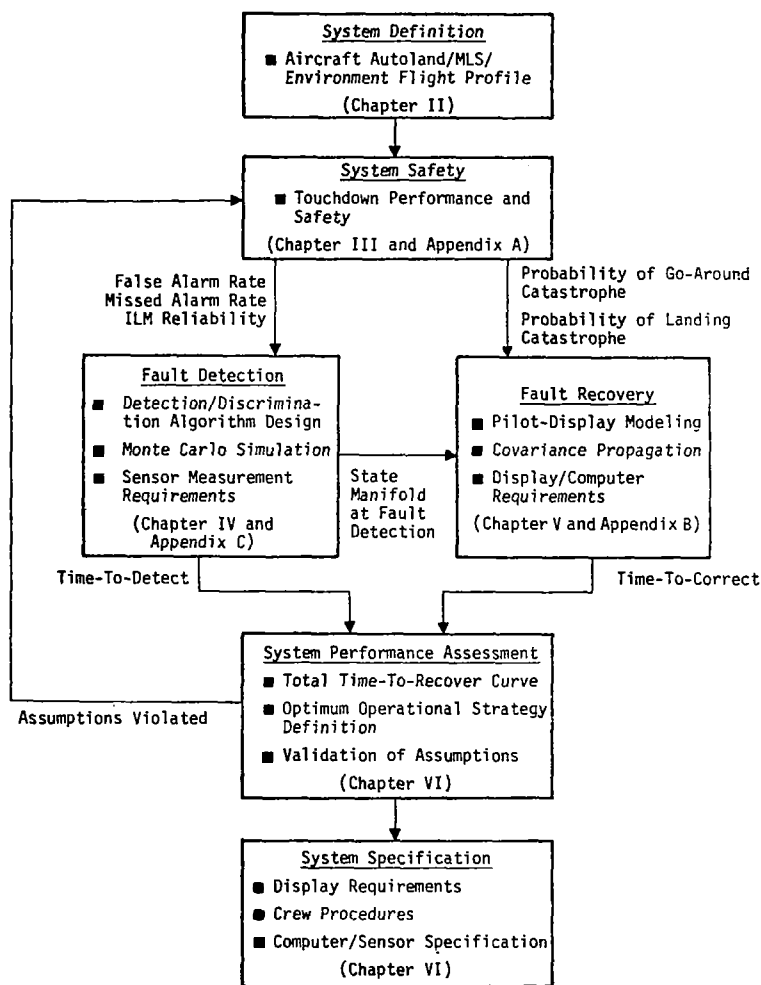 System Definition
■ Aircraft Autoland/MLS/
Environment Flight Profile
(Chapter II)
System Safety
■ Touchdown Performance and
Safety
(Chapter III and Appendix A)
False Alarm Rate
Missed Alarm Rate
ILM Reliability
Probability of Go-Around
Catastrophe
Probability of Landing
Catastrophe
Fault Detection
■ Detection/Discrimina-
tion Algorithm Design
■ Monte Carlo Simulation
■ Sensor Measurement
Requirements
(Chapter IV and
Appendix C)
State
Manifold
at Fault
Detection
Fault Recovery
■ Pilot-Display Modeling
■ Covariance Propagation
■ Display/Computer
Requirements
(Chapter V and Appendix B)
Time-To-Detect
Time-To-Correct
System Performance Assessment
■ Total Time-To-Recover Curve
■ Optimum Operational Strategy
Definition
■ Validation of Assumptions
(Chapter VI)
Assumptions Violated
System Specification
■ Display Requirements
■ Crew Procedures
■ Computer/Sensor Specification
(Chapter VI)